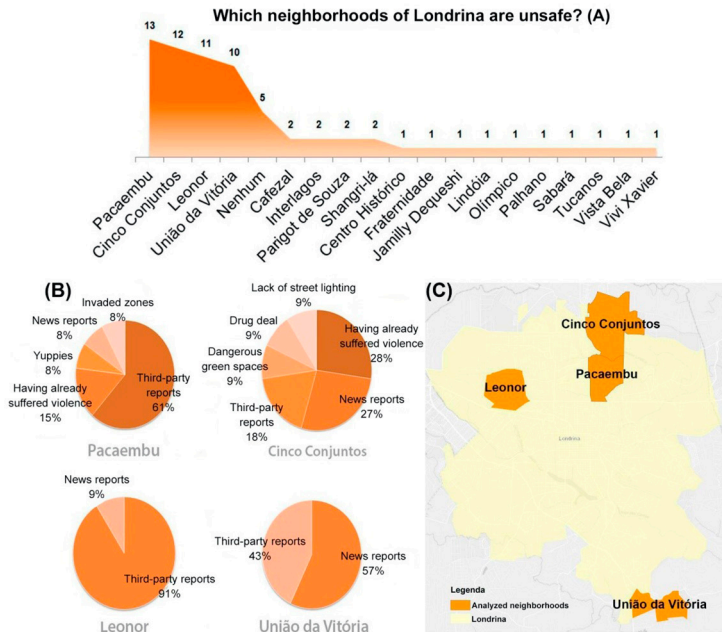 Which neighborhoods of Londrina are unsafe? (A)
13
12
11
10
5
2
2
2
2
1
1
1
1
1
1
1
1
1
1
Pacaembu
Cinco Conjuntos
Leonor
União da Vitória
Nenhum
Cafezal
Interlagos
Parigot de Souza
Shangri-lá
Centro Histórico
Fraternidade
Jamilly Dequeshi
Lindóia
Olímpico
Palhano
Sabará
Tucanos
Vista Bela
Vivi Xavier
(B)
Invaded zones
8%
News reports
8%
Yuppies
8%
Having already
suffered violence
15%
Third-party
reports
61%
Pacaembu
Lack of street lighting
9%
Drug deal
9%
Dangerous
green spaces
9%
Third-party
reports
18%
Having already
suffered violence
28%
News reports
27%
Cinco Conjuntos
News reports
9%
Third-party reports
91%
Leonor
Third-party reports
43%
News reports
57%
União da Vitória
(C)
Cinco Conjuntos
Pacaembu
Leonor
Londrina
União da Vitória
Legenda
Analyzed neighborhoods
Londrina